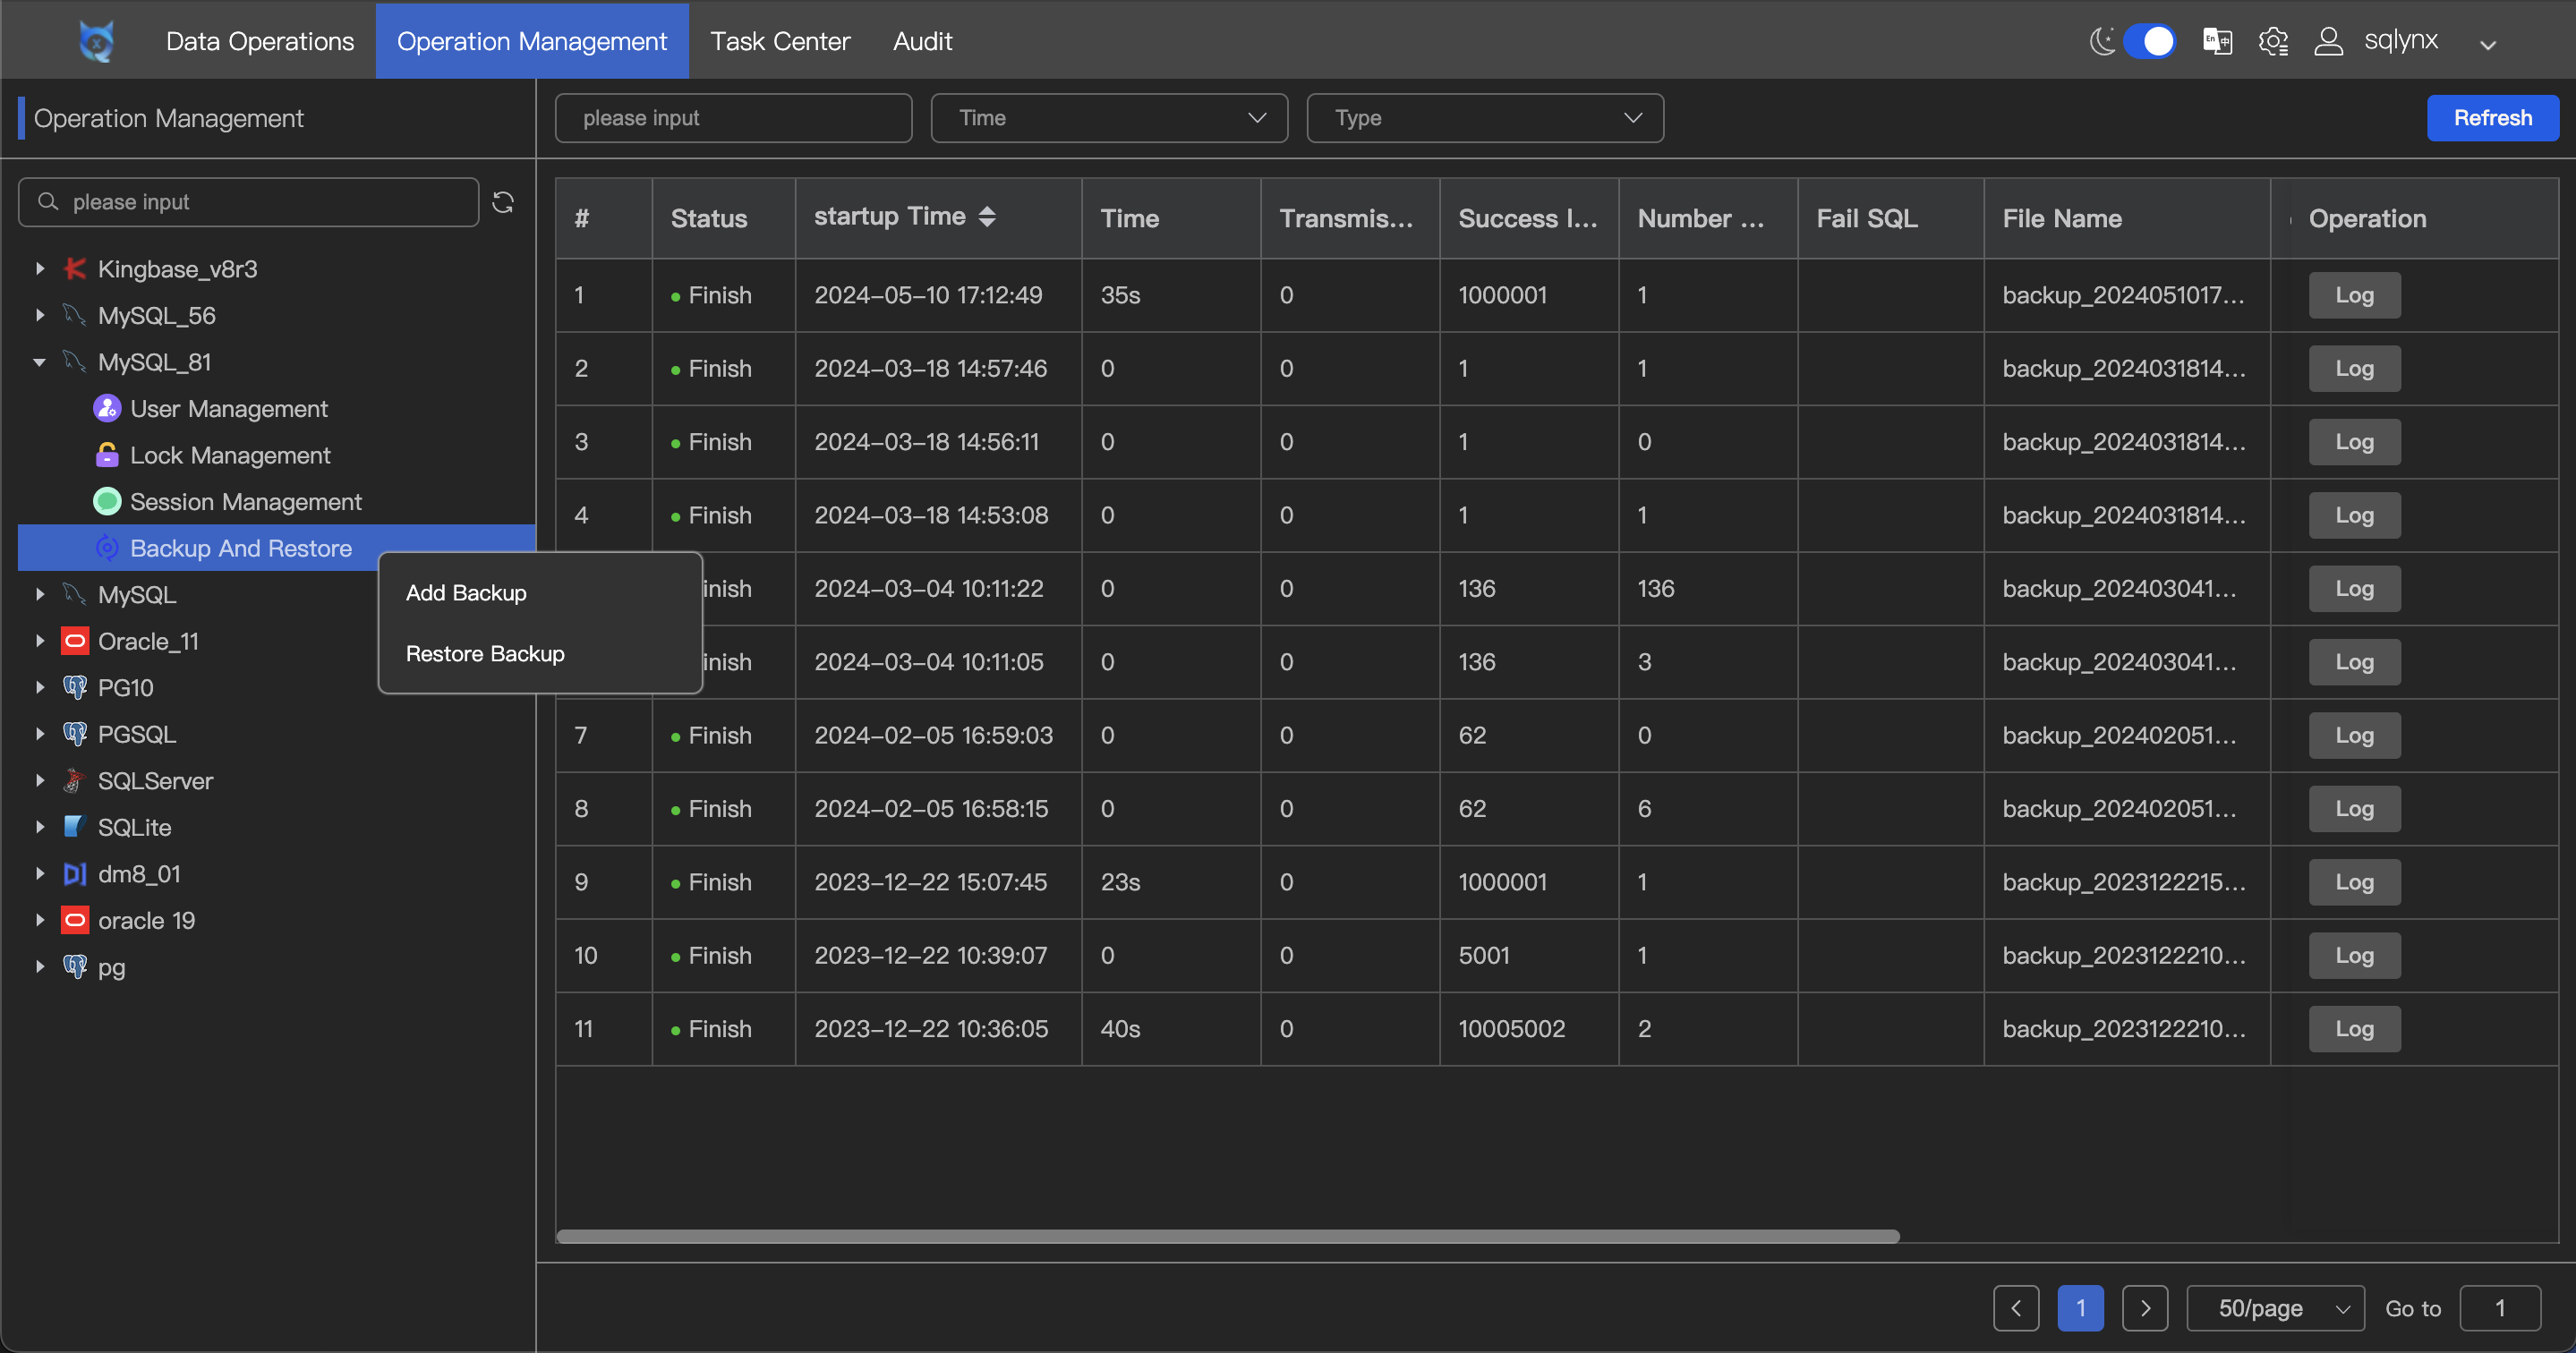 Data Operations Operation Management Task Center Audit sqlynx
Operation Management
please input Time Type Refresh
please input
Kingbase_v8r3
MySQL_56
MySQL_81
User Management
Lock Management
Session Management
Backup And Restore
MySQL
Oracle_11
PG10
PGSQL
SQLServer
SQLite
dm8_01
oracle 19
pg
Add Backup
Restore Backup
# Status startup Time Time Transmis... Success I... Number ... Fail SQL File Name Operation
1 Finish 2024-05-10 17:12:49 35s 0 1000001 1 backup_2024051017... Log
2 Finish 2024-03-18 14:57:46 0 0 1 1 backup_2024031814... Log
3 Finish 2024-03-18 14:56:11 0 0 1 0 backup_2024031814... Log
4 Finish 2024-03-18 14:53:08 0 0 1 1 backup_2024031814... Log
inish 2024-03-04 10:11:22 0 0 136 136 backup_202403041... Log
inish 2024-03-04 10:11:05 0 0 136 3 backup_202403041... Log
7 Finish 2024-02-05 16:59:03 0 0 62 0 backup_202402051... Log
8 Finish 2024-02-05 16:58:15 0 0 62 6 backup_202402051... Log
9 Finish 2023-12-22 15:07:45 23s 0 1000001 1 backup_2023122215... Log
10 Finish 2023-12-22 10:39:07 0 0 5001 1 backup_2023122210... Log
11 Finish 2023-12-22 10:36:05 40s 0 10005002 2 backup_2023122210... Log
1 50/page Go to 1